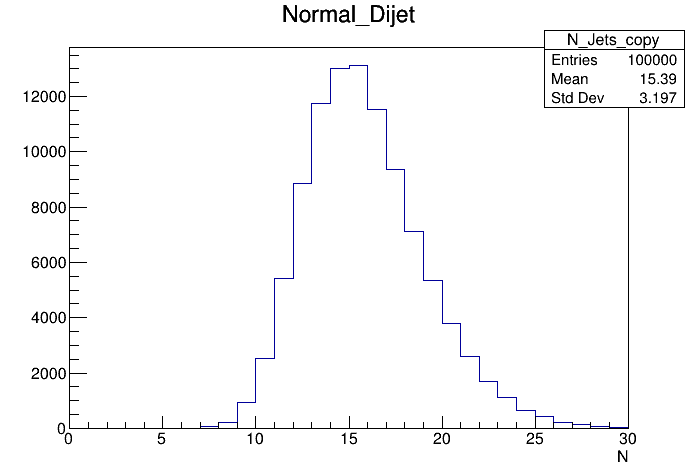 Normal_Dijet
N_Jets_copy
Entries 100000
Mean 15.39
Std Dev 3.197
12000
10000
8000
6000
4000
2000
0
0 5 10 15 20 25 30
N